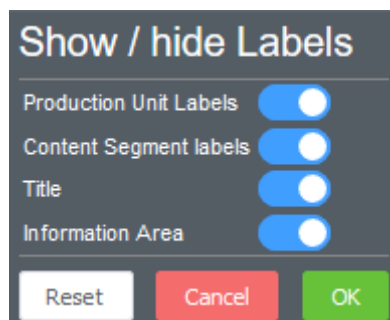 Show / hide Labels
Production Unit Labels
Content Segment labels
Title
Information Area
Reset Cancel OK